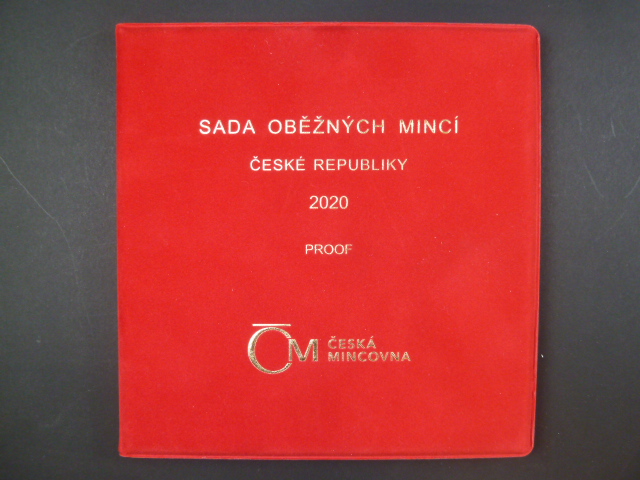 SADA OBĚŽNÝCH MINCÍ
ČESKÉ REPUBLIKY
2020
PROOF
ČM ČESKÁ
MINCOVNA